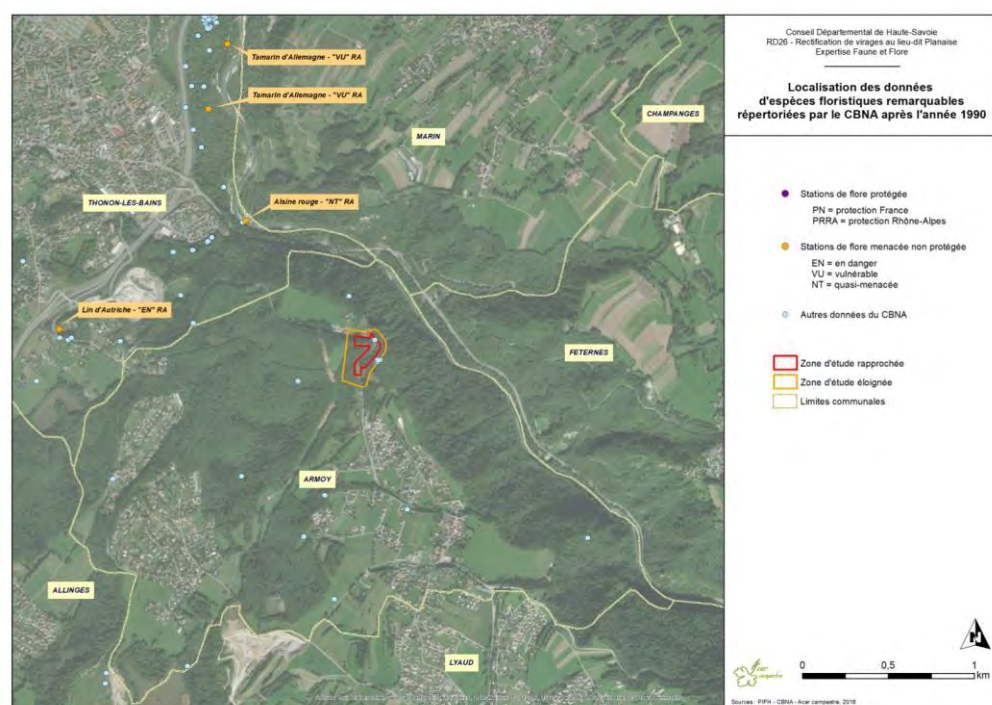 Conseil Départemental de Haute-Savoie
RD26 - Rectification de virages au lieu-dit Planaise
Expertise Faune et Flore
Localisation des données
d'espèces floristiques remarquables
répertoriées par le CBNA après l'année 1990
Tamarin d'Allemagne - "VU" RA
Tamarin d'Allemagne - "VU" RA
CHAMPANGES
MARIN
THONON-LES-BAINS
Alsine rouge - "NT" RA
Lin d'Autriche - "EN" RA
FETERNES
ARMOY
ALLINGES
LYAUD
Stations de flore protégée
PN = protection France
PRRA = protection Rhône-Alpes
Stations de flore menacée non protégée
EN = en danger
VU = vulnérable
NT = quasi-menacée
Autres données du CBNA
Zone d'étude rapprochée
Zone d'étude éloignée
Limites communales
N
acer
campestre
0 0,5 1
km
Sources : PIFH - CBNA - Acer campestre, 2018